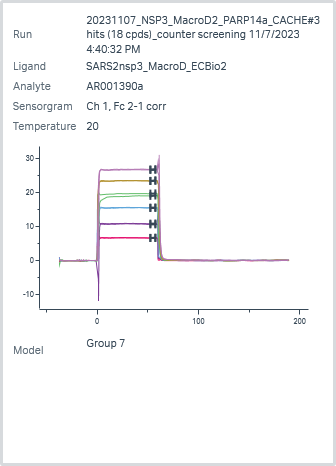 Run 20231107_NSP3_MacroD2_PARP14a_CACHE#3
hits (18 cpds)_counter screening 11/7/2023
4:40:32 PM
Ligand SARS2nsp3_MacroD_ECBio2
Analyte AR001390a
Sensorgram Ch 1, Fc 2-1 corr
Temperature 20
30
20
10
0
-10
0 100 200
Model Group 7